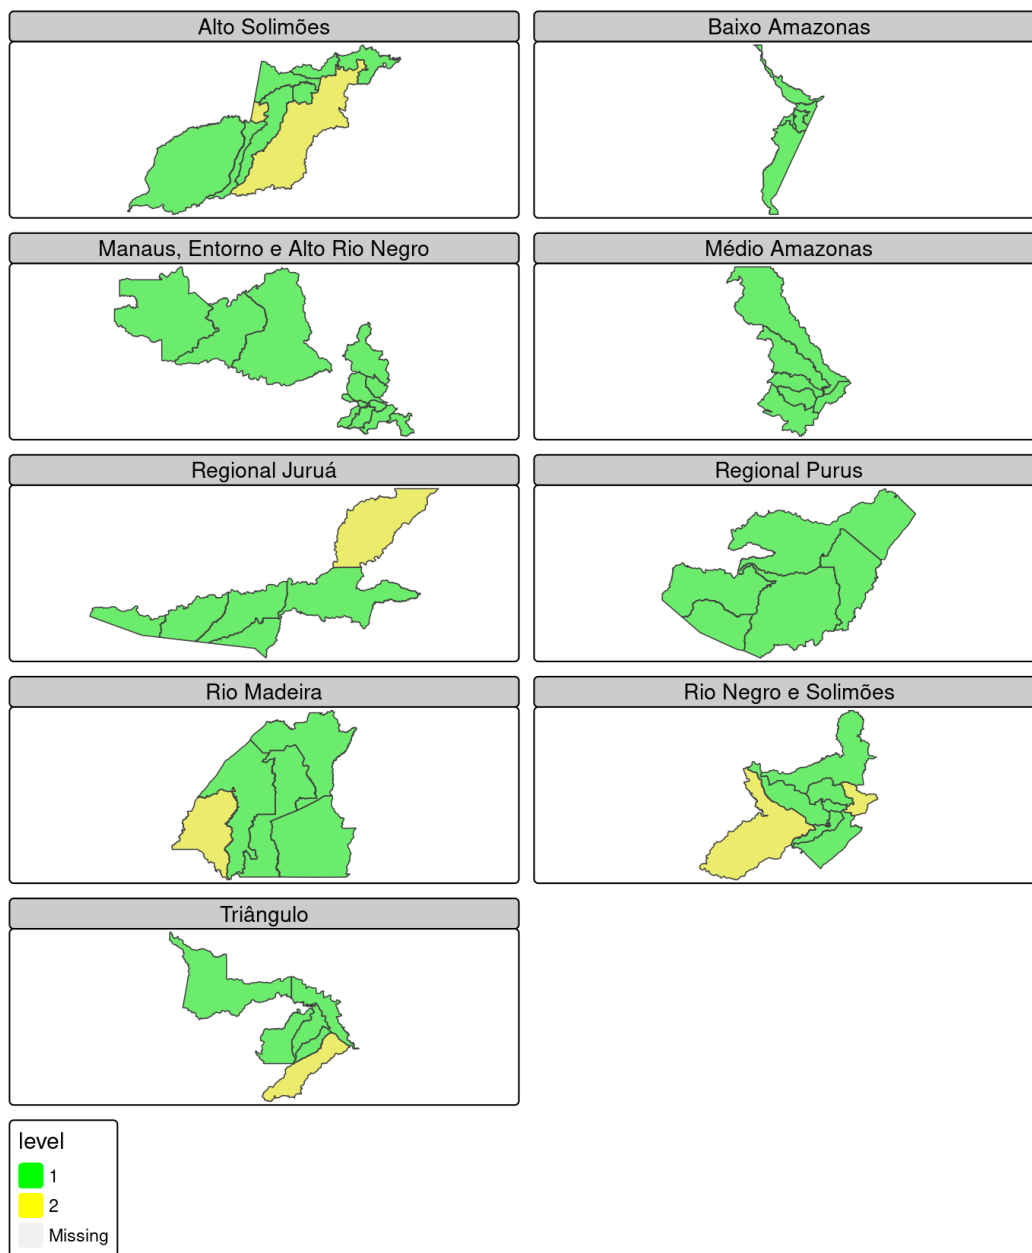 Alto Solimões
Baixo Amazonas
Manaus, Entorno e Alto Rio Negro
Médio Amazonas
Regional Juruá
Regional Purus
Rio Madeira
Rio Negro e Solimões
Triângulo
level
1
2
Missing